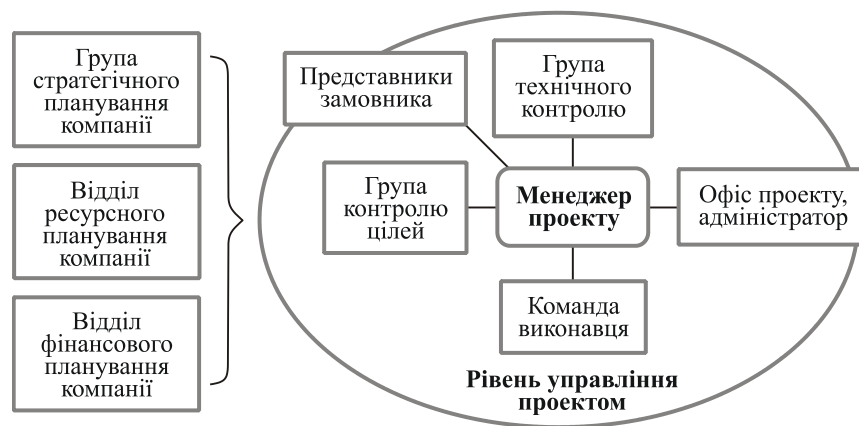 Група
стратегічного
планування
компанії
Відділ
ресурсного
планування
компанії
Відділ
фінансового
планування
компанії
Представники
замовника
Група
технічного
контролю
Група
контролю
цілей
Менеджер
проекту
Офіс проекту,
адміністратор
Команда
виконавця
Рівень управління
проектом